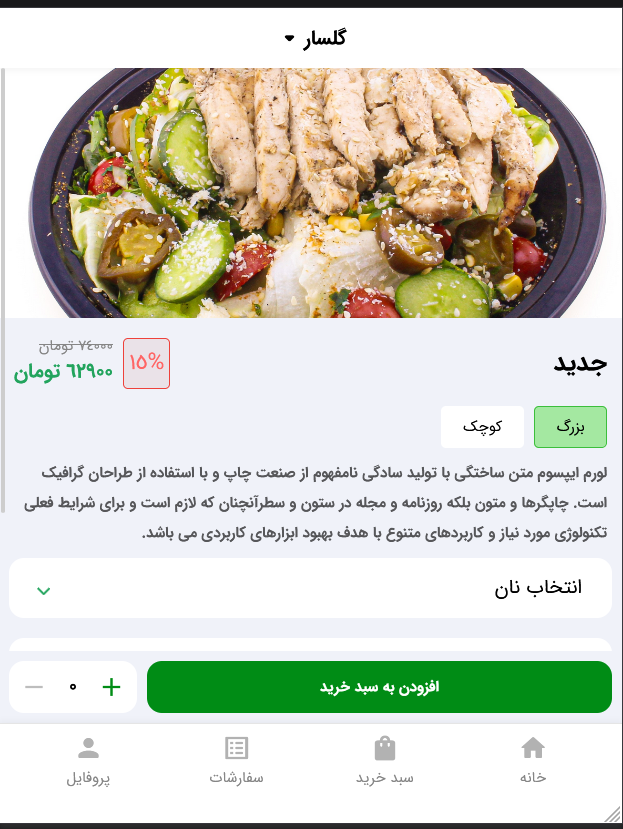 گلسار
جدید
۱۵%
۷٤۰۰۰ تومان
٦۲۹۰۰ تومان
بزرگ
کوچک
لورم ایپسوم متن ساختگی با تولید سادگی نامفهوم از صنعت چاپ و با استفاده از طراحان گرافیک
است. چاپگرها و متون بلکه روزنامه و مجله در ستون و سطرآنچنان که لازم است و برای شرایط فعلی
تکنولوژی مورد نیاز و کاربردهای متنوع با هدف بهبود ابزارهای کاربردی می باشد.
انتخاب نان
افزودن به سبد خرید
+ ۰ −
خانه
سبد خرید
سفارشات
پروفایل